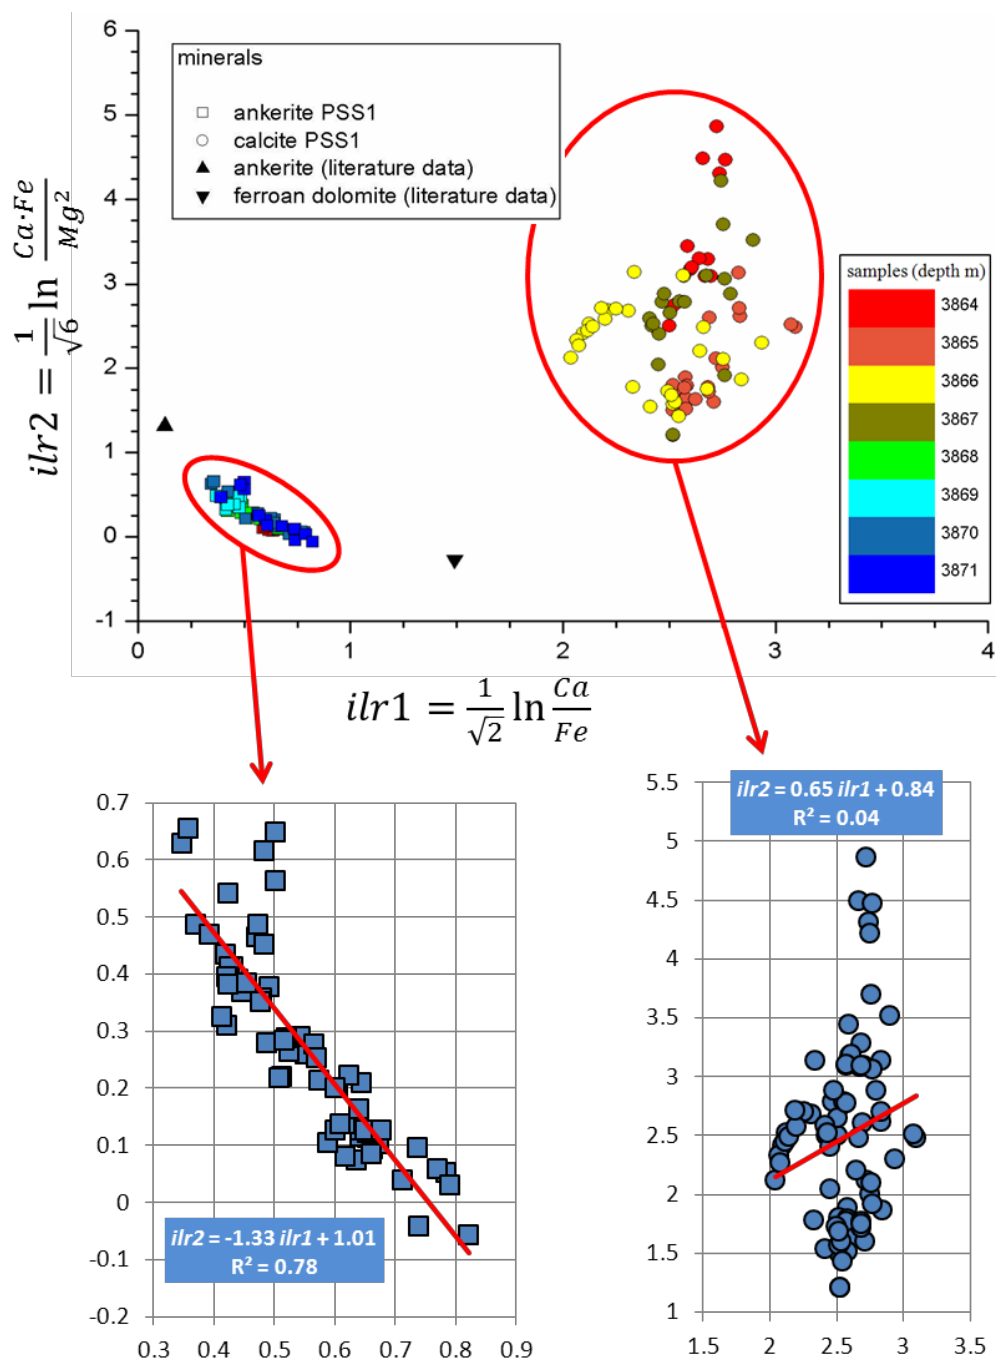 6
5
4
3
2
1
0
-1
ilr2 = 1/√6 ln Ca·Fe/Mg²
minerals
ankerite PSS1
calcite PSS1
ankerite (literature data)
ferroan dolomite (literature data)
samples (depth m)
3864
3865
3866
3867
3868
3869
3870
3871
0 1 2 3 4
ilr1 = 1/√2 ln Ca/Fe
0.7
0.6
0.5
0.4
0.3
0.2
0.1
0
-0.1
-0.2
ilr2 = -1.33 ilr1 + 1.01
R² = 0.78
0.3 0.4 0.5 0.6 0.7 0.8 0.9
5.5
5
4.5
4
3.5
3
2.5
2
1.5
1
ilr2 = 0.65 ilr1 + 0.84
R² = 0.04
1.5 2 2.5 3 3.5